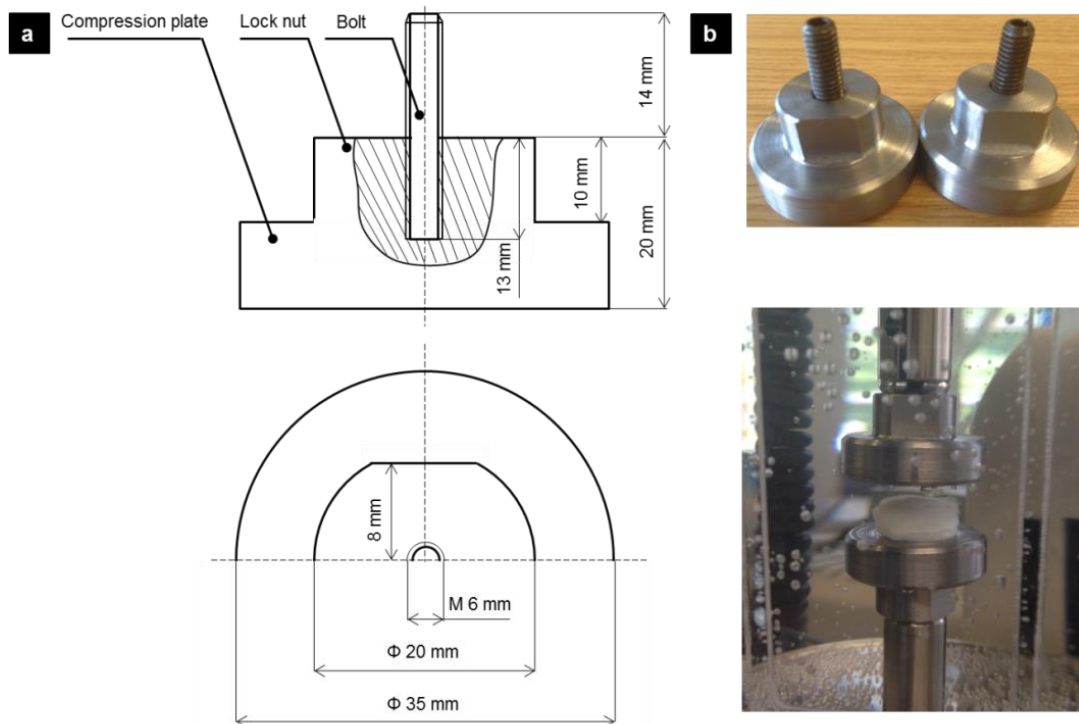 a
Compression plate
Lock nut
Bolt
14 mm
10 mm
20 mm
13 mm
8 mm
M 6 mm
Φ 20 mm
Φ 35 mm
b